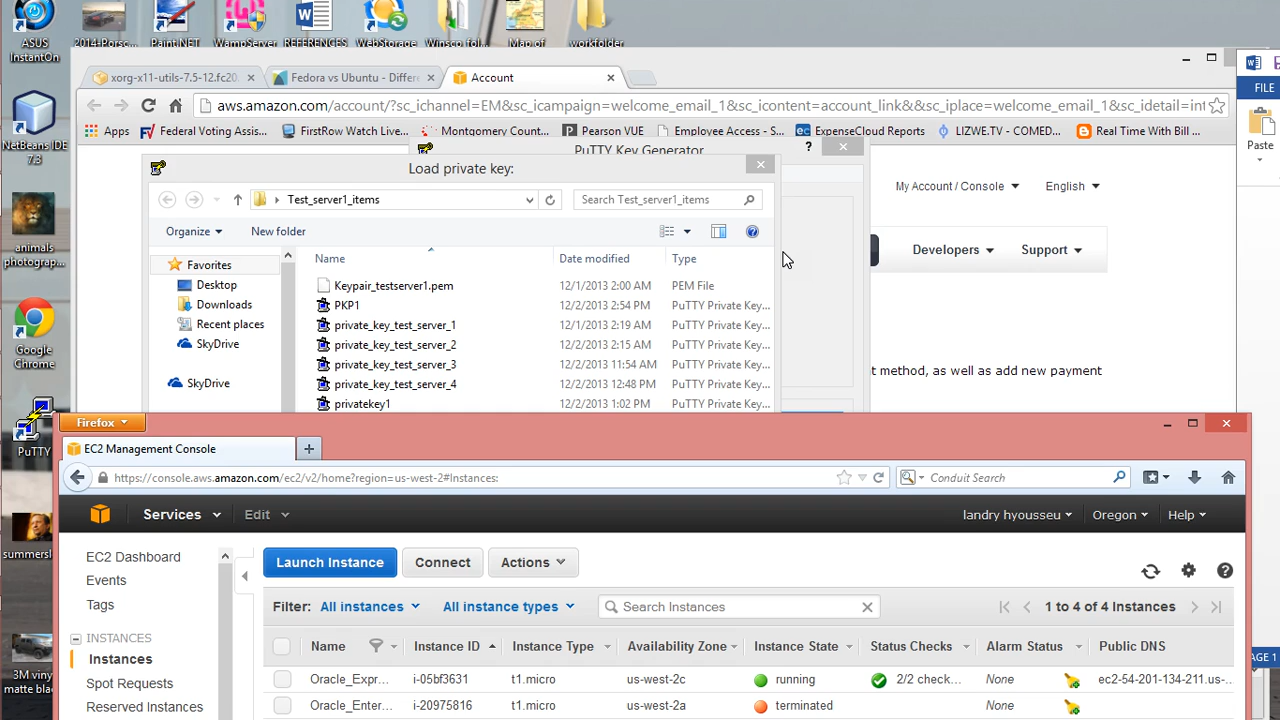 ASUS InstantOn
2014-Porsc...
Paint.NET
WampServer
REFERENCES
WebStorage
Winscp fol...
Map of
workfolder
xorg-x11-utils-7.5-12.fc20
Fedora vs Ubuntu - Differe
Account
aws.amazon.com/account/?sc_ichannel=EM&sc_icampaign=welcome_email_1&sc_icontent=account_link&&sc_iplace=welcome_email_1&sc_idetail=int
Apps
Federal Voting Assis...
FirstRow Watch Live...
Montgomery Count...
Pearson VUE
Employee Access - S...
ExpenseCloud Reports
LIZWE.TV - COMED...
Real Time With Bill ...
FILE
Paste
NetBeans IDE 7.3
PuTTY Key Generator
?
Load private key:
My Account / Console
English
Test_server1_items
Search Test_server1_items
Organize
New folder
Developers
Support
Name
Date modified
Type
Favorites
Desktop
Downloads
Recent places
SkyDrive
SkyDrive
Keypair_testserver1.pem 12/1/2013 2:00 AM PEM File
PKP1 12/2/2013 2:54 PM PuTTY Private Key...
private_key_test_server_1 12/1/2013 2:19 AM PuTTY Private Key...
private_key_test_server_2 12/2/2013 2:15 AM PuTTY Private Key...
private_key_test_server_3 12/2/2013 11:54 AM PuTTY Private Key...
private_key_test_server_4 12/2/2013 12:48 PM PuTTY Private Key...
privatekey1 12/2/2013 1:02 PM PuTTY Private Key...
t method, as well as add new payment
animals photograp...
Google Chrome
PuTTY
summersl
3M viny matte bla
Firefox
EC2 Management Console
https://console.aws.amazon.com/ec2/v2/home?region=us-west-2#Instances:
Conduit Search
Services
Edit
landry hyousseu
Oregon
Help
EC2 Dashboard
Events
Tags
INSTANCES
Instances
Spot Requests
Reserved Instances
Launch Instance
Connect
Actions
Filter: All instances All instance types
Search Instances
1 to 4 of 4 Instances
Name Instance ID Instance Type Availability Zone Instance State Status Checks Alarm Status Public DNS
Oracle_Expr... i-05bf3631 t1.micro us-west-2c running 2/2 check... None ec2-54-201-134-211.us-...
Oracle_Enter... i-20975816 t1.micro us-west-2a terminated None
PAGE 1